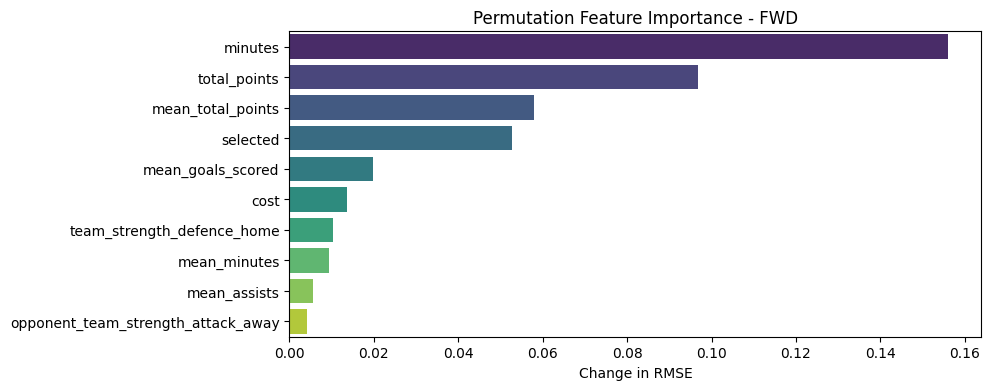 Permutation Feature Importance - FWD
minutes
total_points
mean_total_points
selected
mean_goals_scored
cost
team_strength_defence_home
mean_minutes
mean_assists
opponent_team_strength_attack_away
0.00 0.02 0.04 0.06 0.08 0.10 0.12 0.14 0.16
Change in RMSE